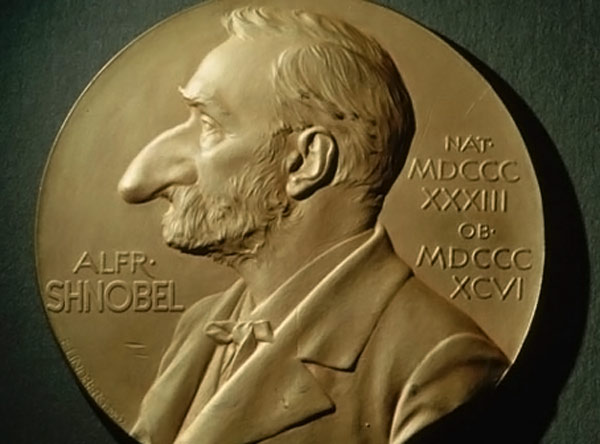 ALFR·
SHNOBEL
NAT·
MDCCC
XXXIII
OB·
MDCCC
XCVI